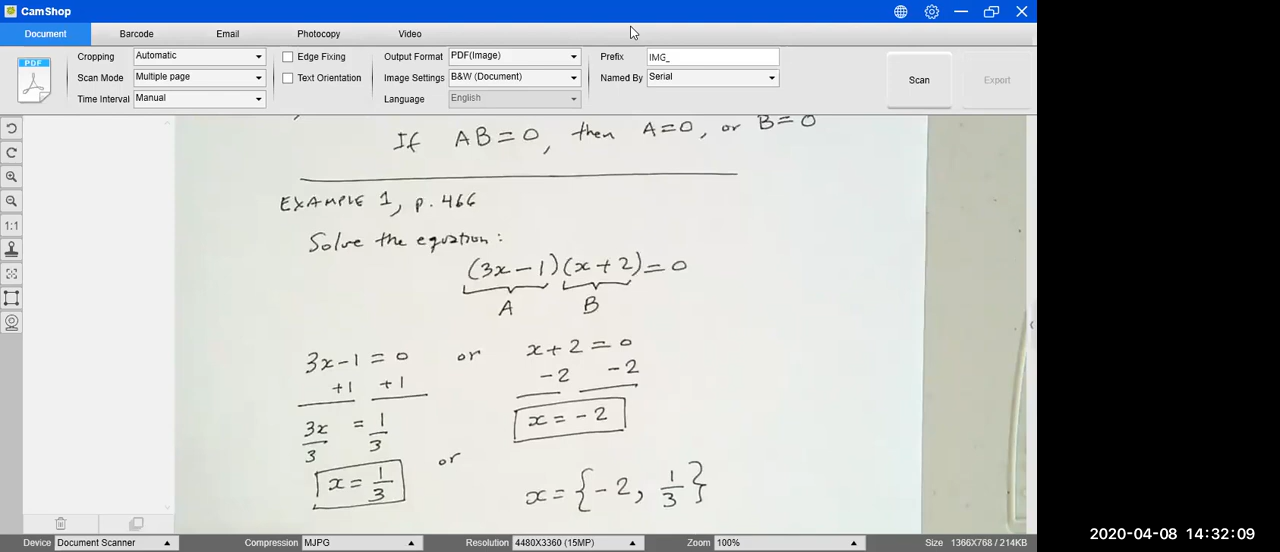 CamShop
Document Barcode Email Photocopy Video
Cropping Automatic Edge Fixing Output Format PDF(Image) Prefix IMG_
PDF Scan Mode Multiple page Text Orientation Image Settings B&W (Document) Named By Serial Scan Export
Time Interval Manual Language English
1:1
If AB=0, then A=0, or B=0
EXAMPLE 1, p. 466
Solve the equation:
(3x-1)(x+2)=0
A B
3x-1=0 or x+2=0
+1 +1 -2 -2
3x/3 = 1/3 x=-2
x=1/3 or x={-2, 1/3}
Device Document Scanner Compression MJPG Resolution 4480X3360 (15MP) Zoom 100% Size 1366X768 / 214KB
2020-04-08 14:32:09